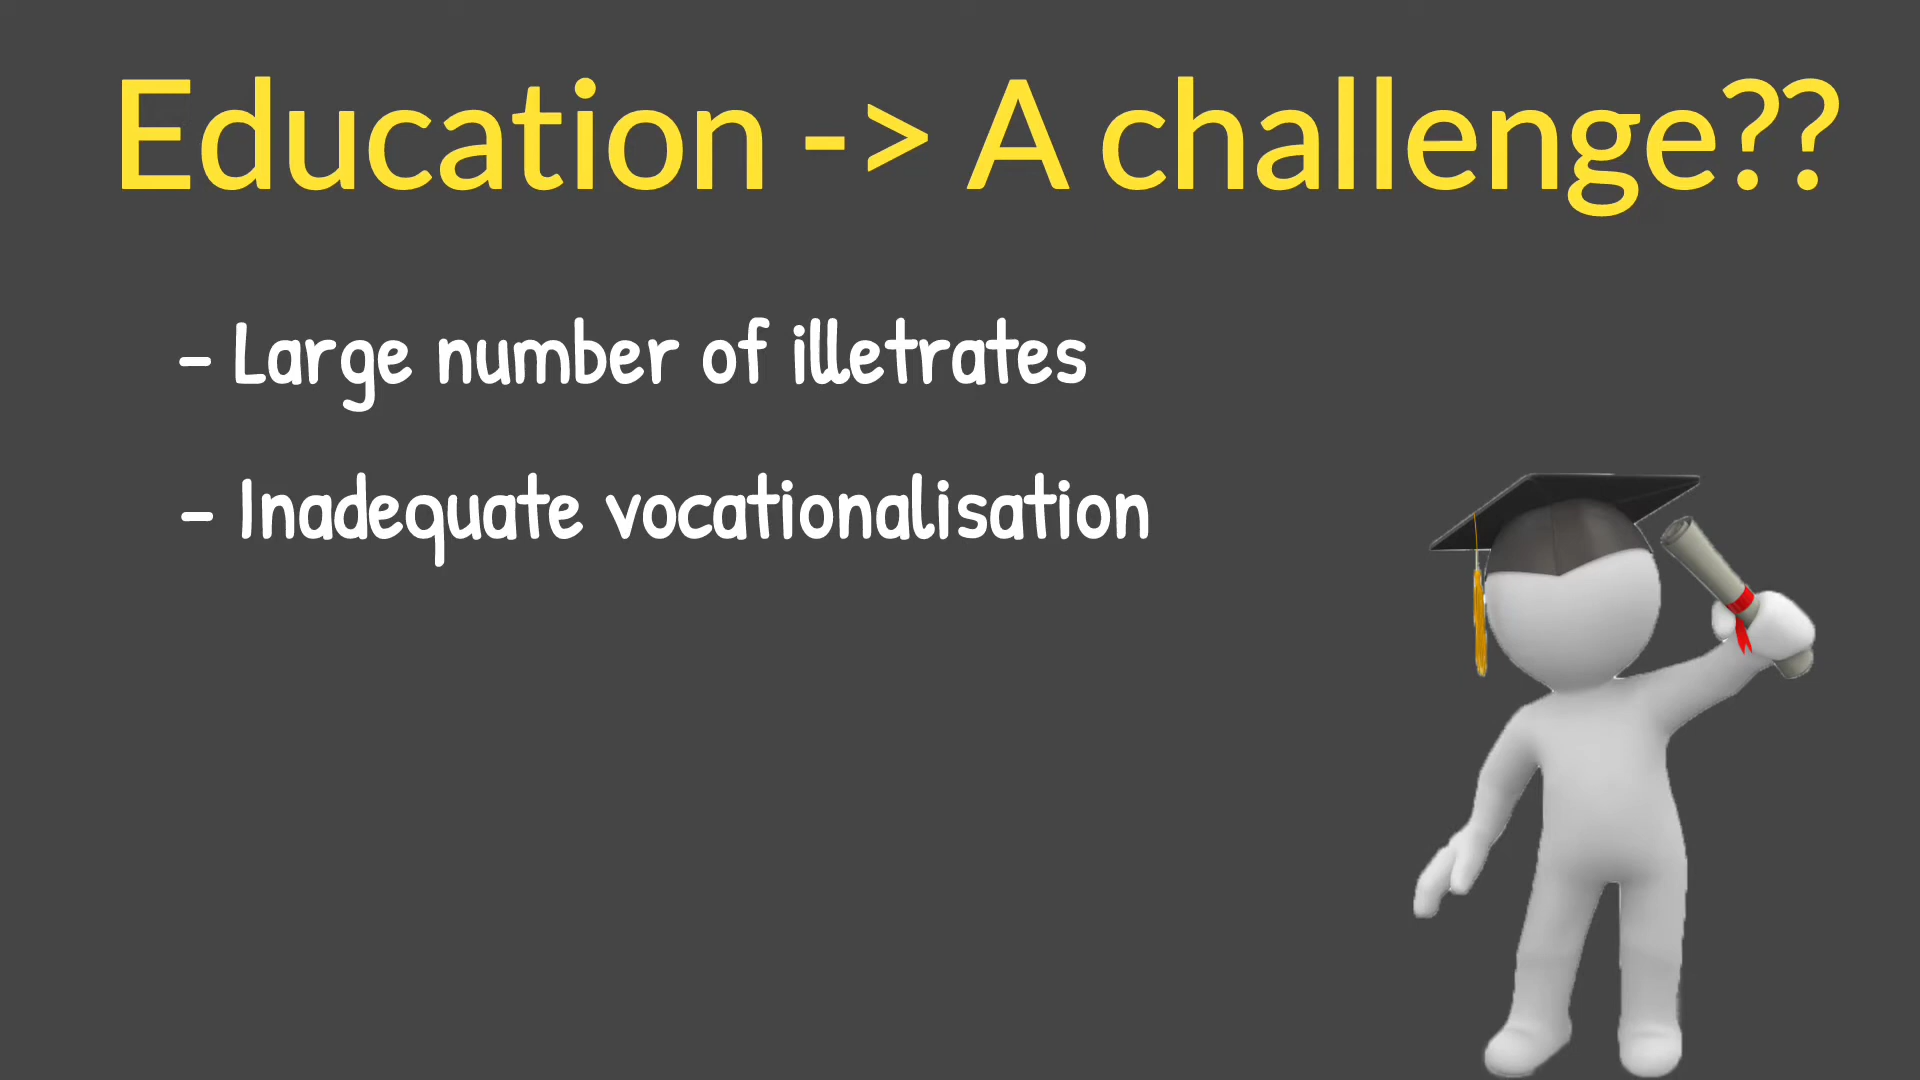 Education -> A challenge??
- Large number of illetrates
- Inadequate vocationalisation